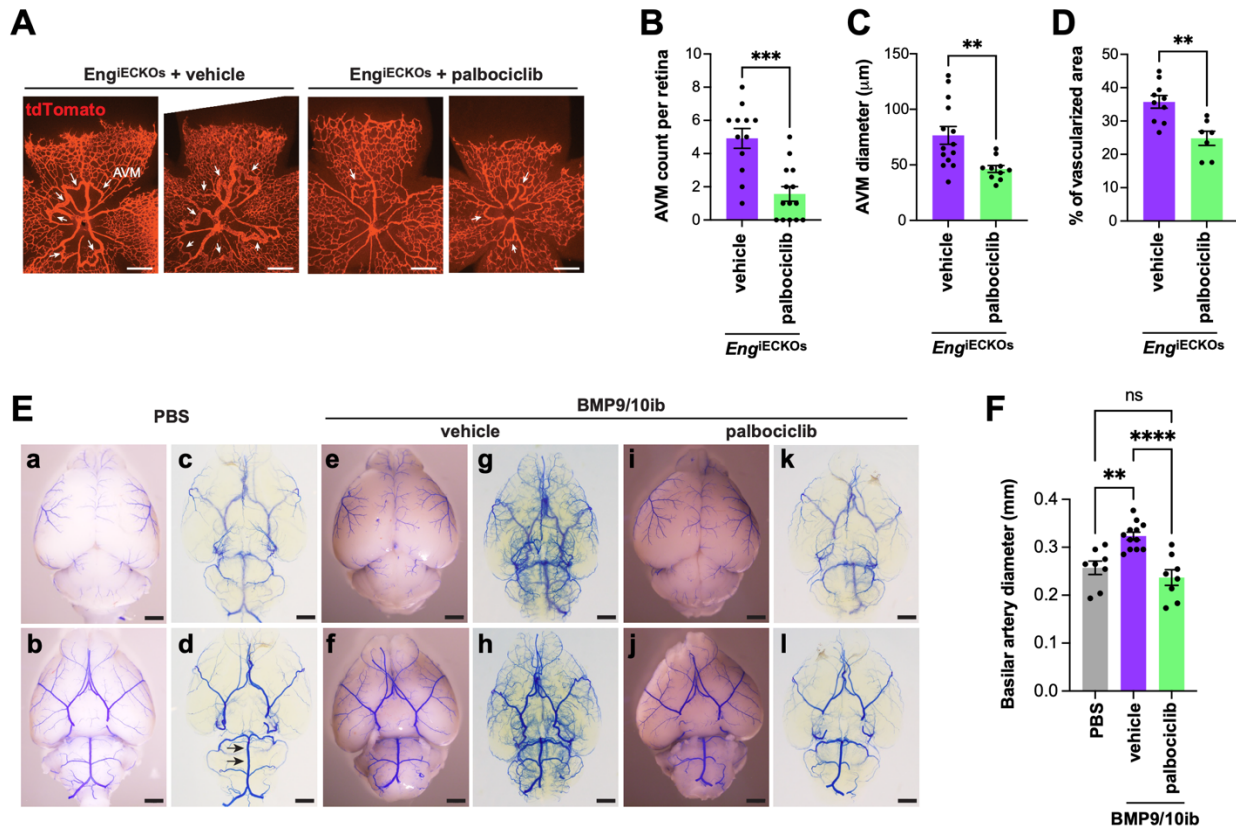 A
Eng^iECKOs + vehicle
Eng^iECKOs + palbociclib
tdTomato
AVM
B
AVM count per retina
10
8
6
4
2
0
***
vehicle
palbociclib
Eng^iECKOs
C
AVM diameter (μm)
150
100
50
0
**
vehicle
palbociclib
Eng^iECKOs
D
% of vascularized area
50
40
30
20
10
0
**
vehicle
palbociclib
Eng^iECKOs
E
PBS
BMP9/10ib
vehicle
palbociclib
a
c
e
g
i
k
b
d
f
h
j
l
F
Basilar artery diameter (mm)
0.4
0.3
0.2
0.1
0.0
ns
**
****
PBS
vehicle
palbociclib
BMP9/10ib